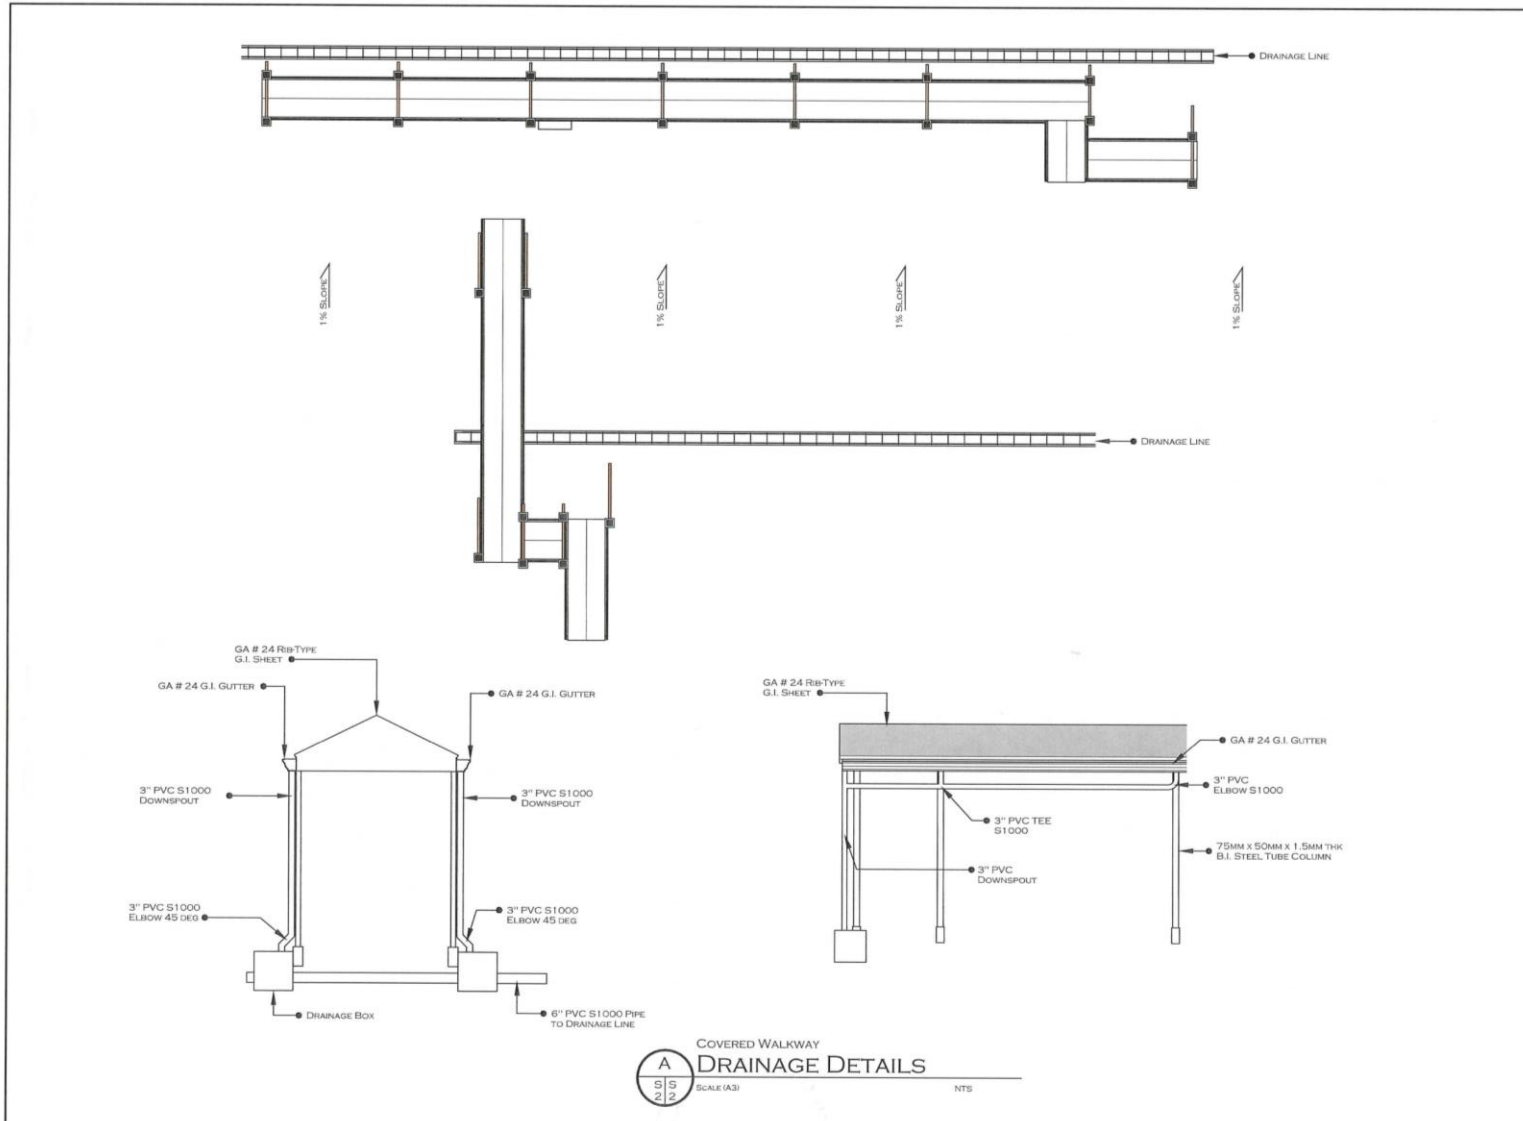 DRAINAGE LINE
1% SLOPE
1% SLOPE
1% SLOPE
1% SLOPE
DRAINAGE LINE
GA # 24 RIB-TYPE
G.I. SHEET
GA # 24 G.I. GUTTER
GA # 24 G.I. GUTTER
3" PVC S1000
DOWNSPOUT
3" PVC S1000
DOWNSPOUT
3" PVC S1000
ELBOW 45 DEG
3" PVC S1000
ELBOW 45 DEG
DRAINAGE BOX
6" PVC S1000 PIPE
TO DRAINAGE LINE
GA # 24 RIB-TYPE
G.I. SHEET
GA # 24 G.I. GUTTER
3" PVC
ELBOW S1000
3" PVC TEE
S1000
75MM X 50MM X 1.5MM THK
B.I. STEEL TUBE COLUMN
3" PVC
DOWNSPOUT
COVERED WALKWAY
A
DRAINAGE DETAILS
S S
2 2
SCALE (A3)
NTS